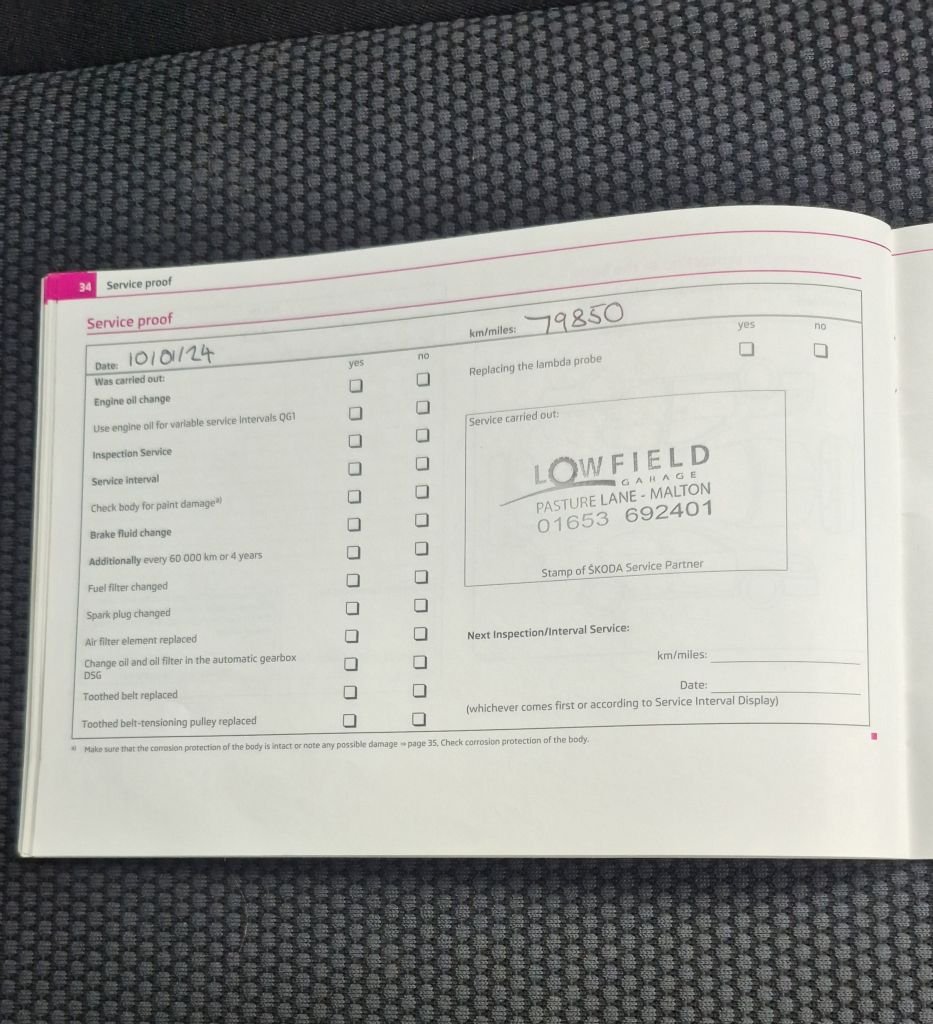 34 Service proof
Service proof
Date: 10/01/24
km/miles: 79850
Was carried out:
yes no
Engine oil change
Use engine oil for variable service intervals QG1
Inspection Service
Service interval
Check body for paint damage a)
Brake fluid change
Additionally every 60 000 km or 4 years
Fuel filter changed
Spark plug changed
Air filter element replaced
Change oil and oil filter in the automatic gearbox
DSG
Toothed belt replaced
Toothed belt-tensioning pulley replaced
yes no
Replacing the lambda probe
Service carried out:
LOWFIELD
GARAGE
PASTURE LANE - MALTON
01653 692401
Stamp of ŠKODA Service Partner
Next Inspection/Interval Service:
km/miles:
Date:
(whichever comes first or according to Service Interval Display)
a) Make sure that the corrosion protection of the body is intact or note any possible damage ⇒ page 35, Check corrosion protection of the body.